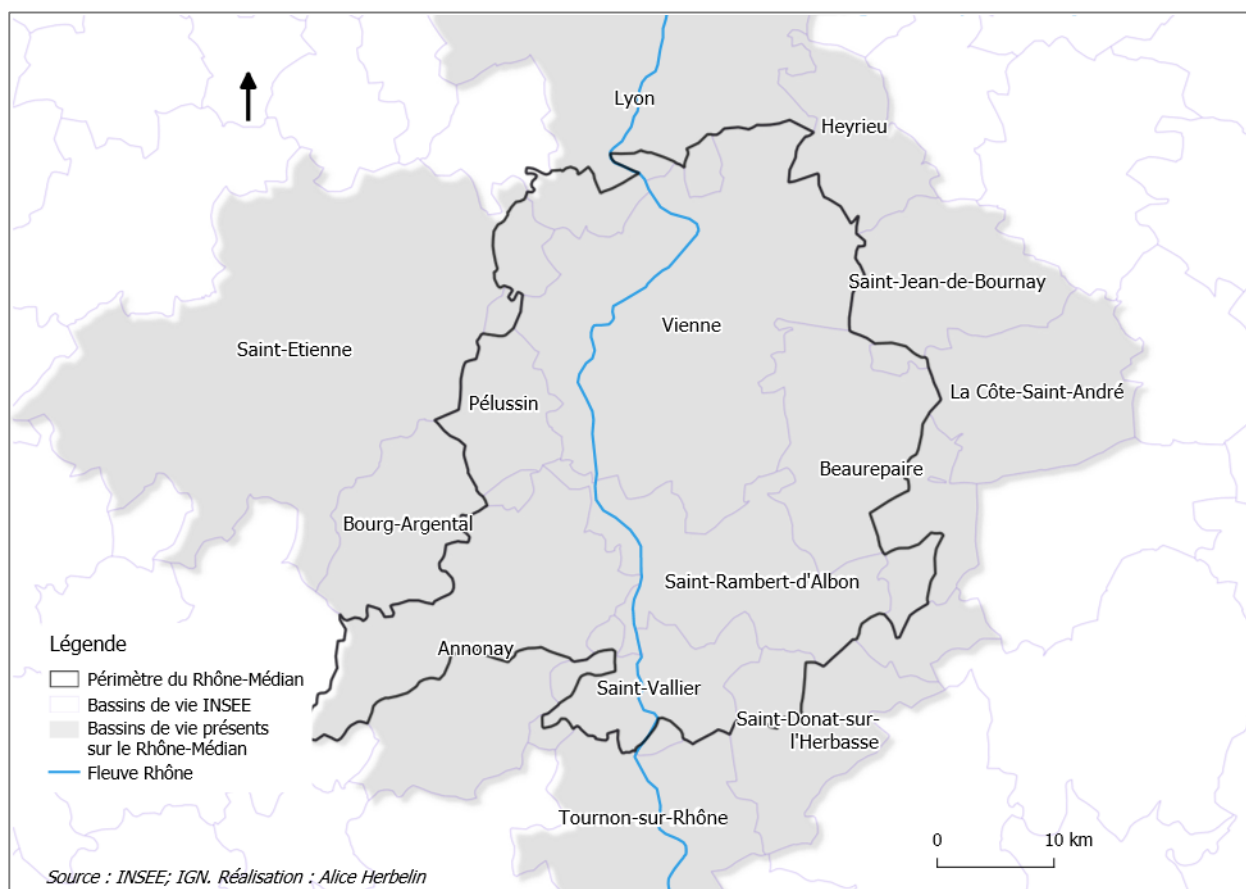 Lyon
Heyrieu
Saint-Jean-de-Bournay
Vienne
Saint-Etienne
La Côte-Saint-André
Pélussin
Beaurepaire
Bourg-Argental
Saint-Rambert-d'Albon
Annonay
Saint-Vallier
Saint-Donat-sur-
l'Herbasse
Tournon-sur-Rhône
Légende
Périmètre du Rhône-Médian
Bassins de vie INSEE
Bassins de vie présents
sur le Rhône-Médian
Fleuve Rhône
0 10 km
Source : INSEE; IGN. Réalisation : Alice Herbelin